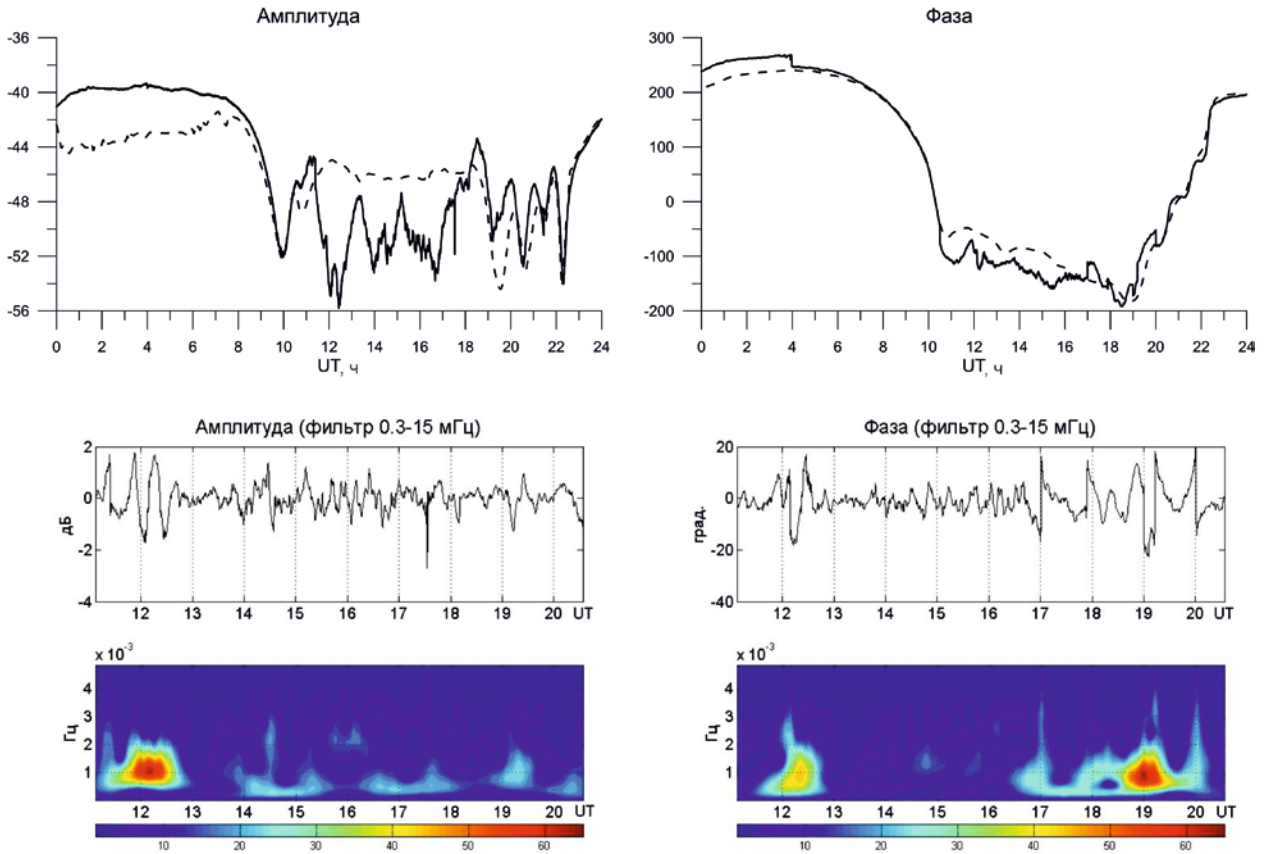 Амплитуда
Фаза
-36
-40
-44
-48
-52
-56
0 2 4 6 8 10 12 14 16 18 20 22 24
UT, ч
300
200
100
0
-100
-200
0 2 4 6 8 10 12 14 16 18 20 22 24
UT, ч
Амплитуда (фильтр 0.3-15 мГц)
2
0
-2
-4
дБ
12 13 14 15 16 17 18 19 20 UT
Фаза (фильтр 0.3-15 мГц)
20
0
-20
-40
град.
12 13 14 15 16 17 18 19 20 UT
x 10⁻³
4
3
2
1
Гц
12 13 14 15 16 17 18 19 20 UT
10 20 30 40 50 60
x 10⁻³
4
3
2
1
Гц
12 13 14 15 16 17 18 19 20 UT
10 20 30 40 50 60